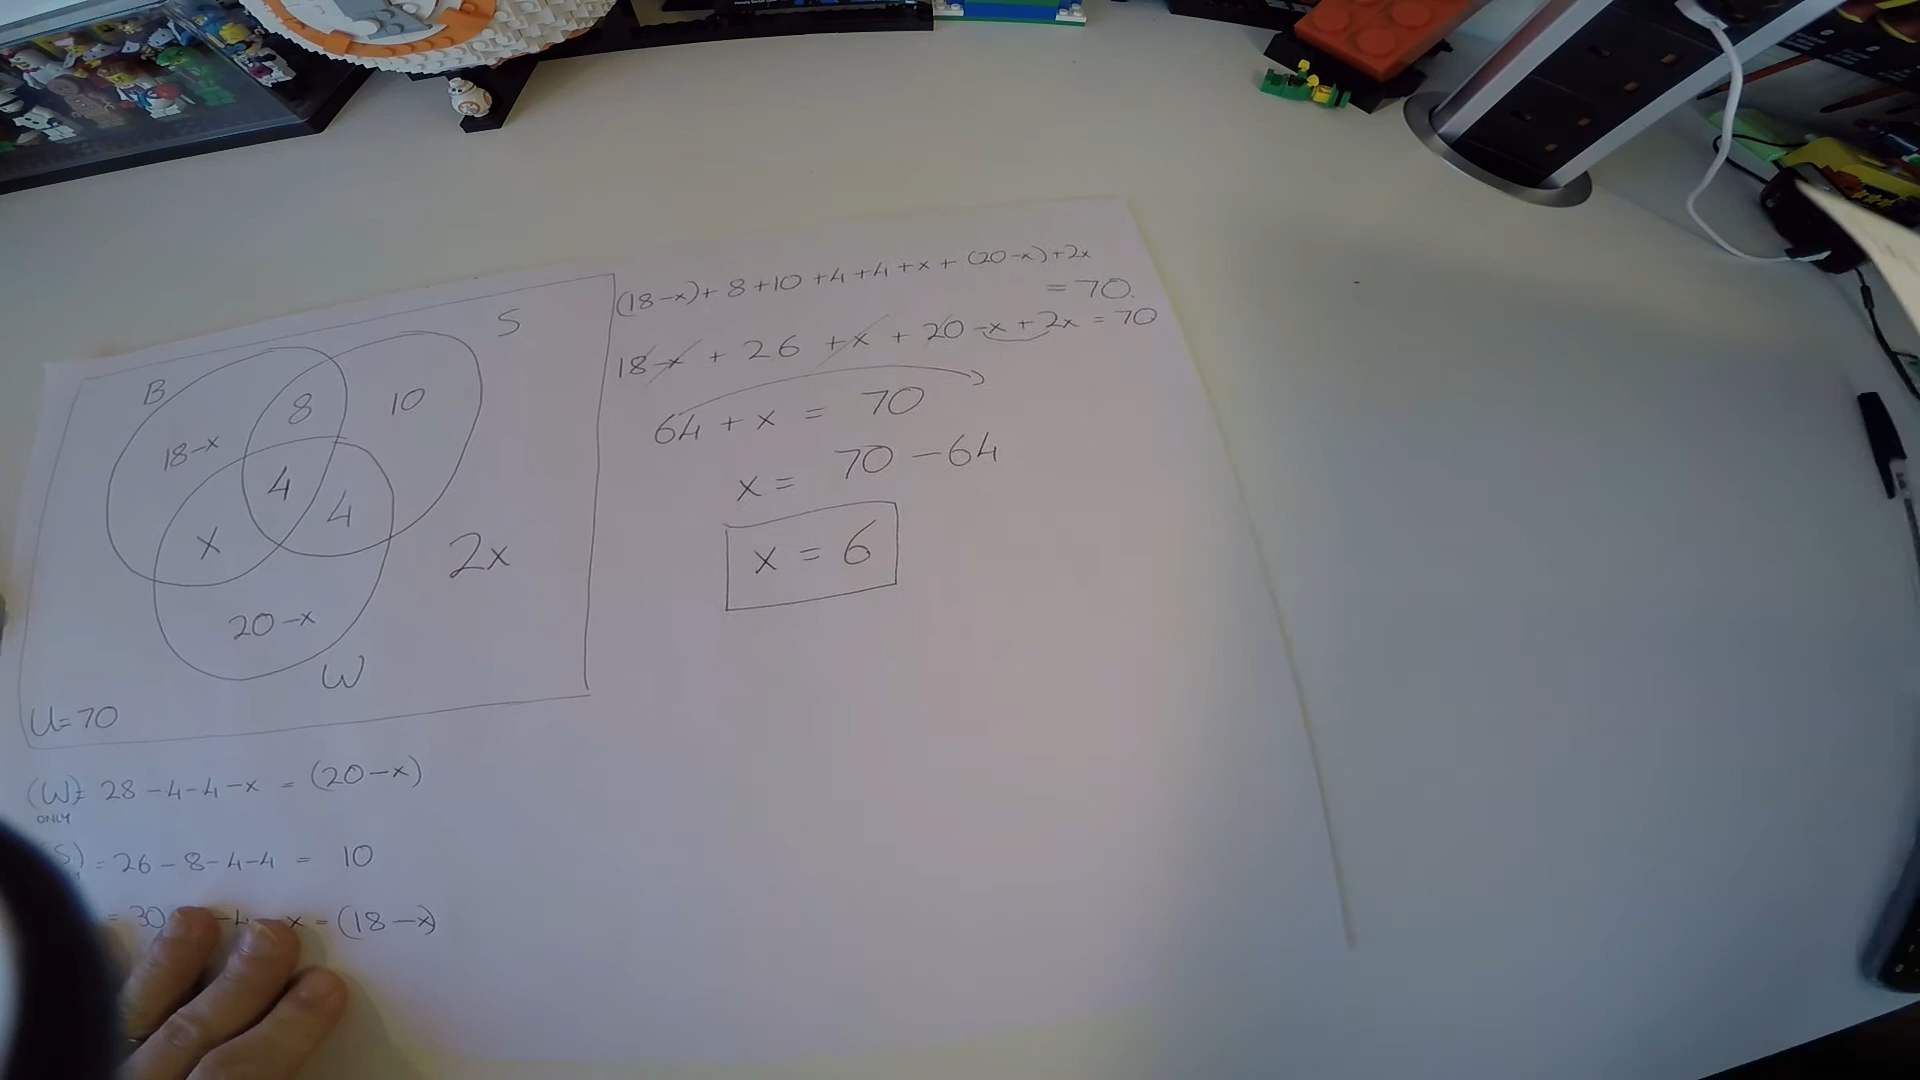 S
B
8
10
18-x
4
4
x
2x
20-x
W
U=70
(W)= 28-4-4-x = (20-x)
ONLY
S) = 26-8-4-4 = 10
= 30 -4 x = (18-x)
(18-x)+8+10+4+4+x+(20-x)+2x
= 70.
18-x + 26 +x + 20 -x + 2x = 70
64 + x = 70
x = 70 - 64
x = 6